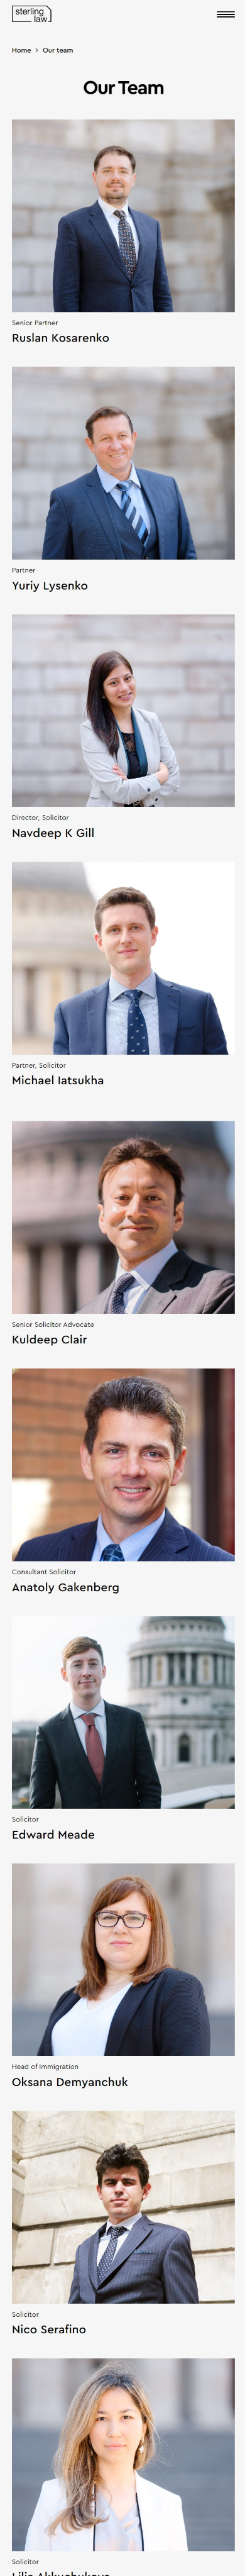 sterling
law
Home > Our team
Our Team
Senior Partner
Ruslan Kosarenko
Partner
Yuriy Lysenko
Director, Solicitor
Navdeep K Gill
Partner, Solicitor
Michael Iatsukha
Senior Solicitor Advocate
Kuldeep Clair
Consultant Solicitor
Anatoly Gakenberg
Solicitor
Edward Meade
Head of Immigration
Oksana Demyanchuk
Solicitor
Nico Serafino
Solicitor